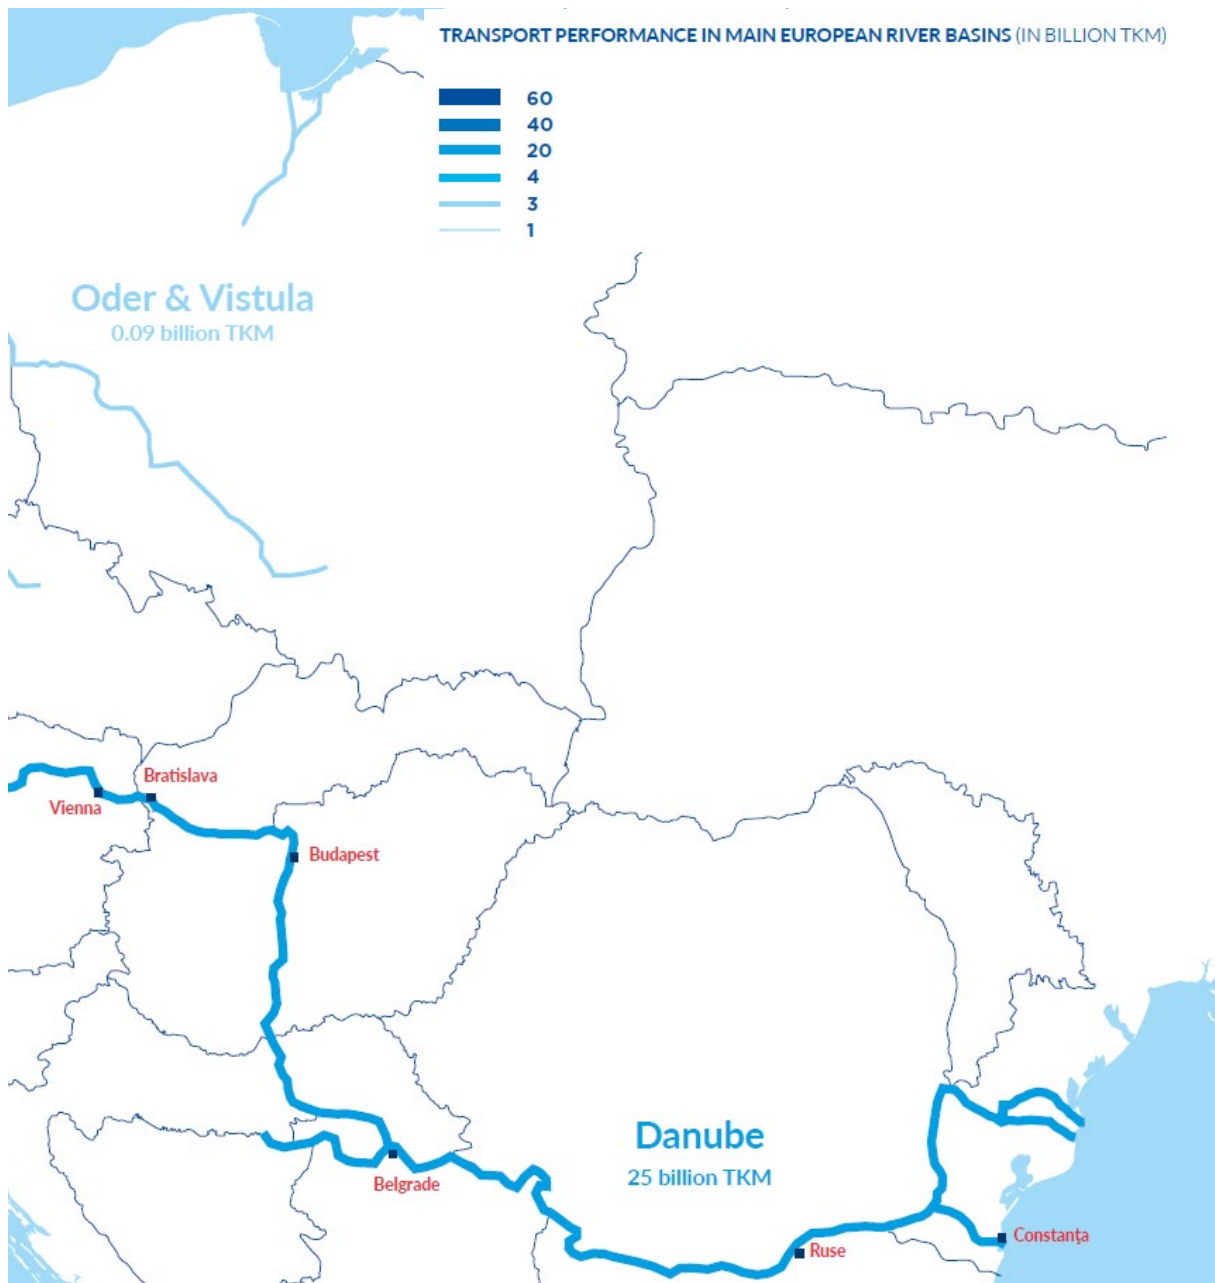 TRANSPORT PERFORMANCE IN MAIN EUROPEAN RIVER BASINS (IN BILLION TKM)
60
40
20
4
3
1
Oder & Vistula
0.09 billion TKM
Bratislava
Vienna
Budapest
Danube
25 billion TKM
Belgrade
Constanța
Ruse